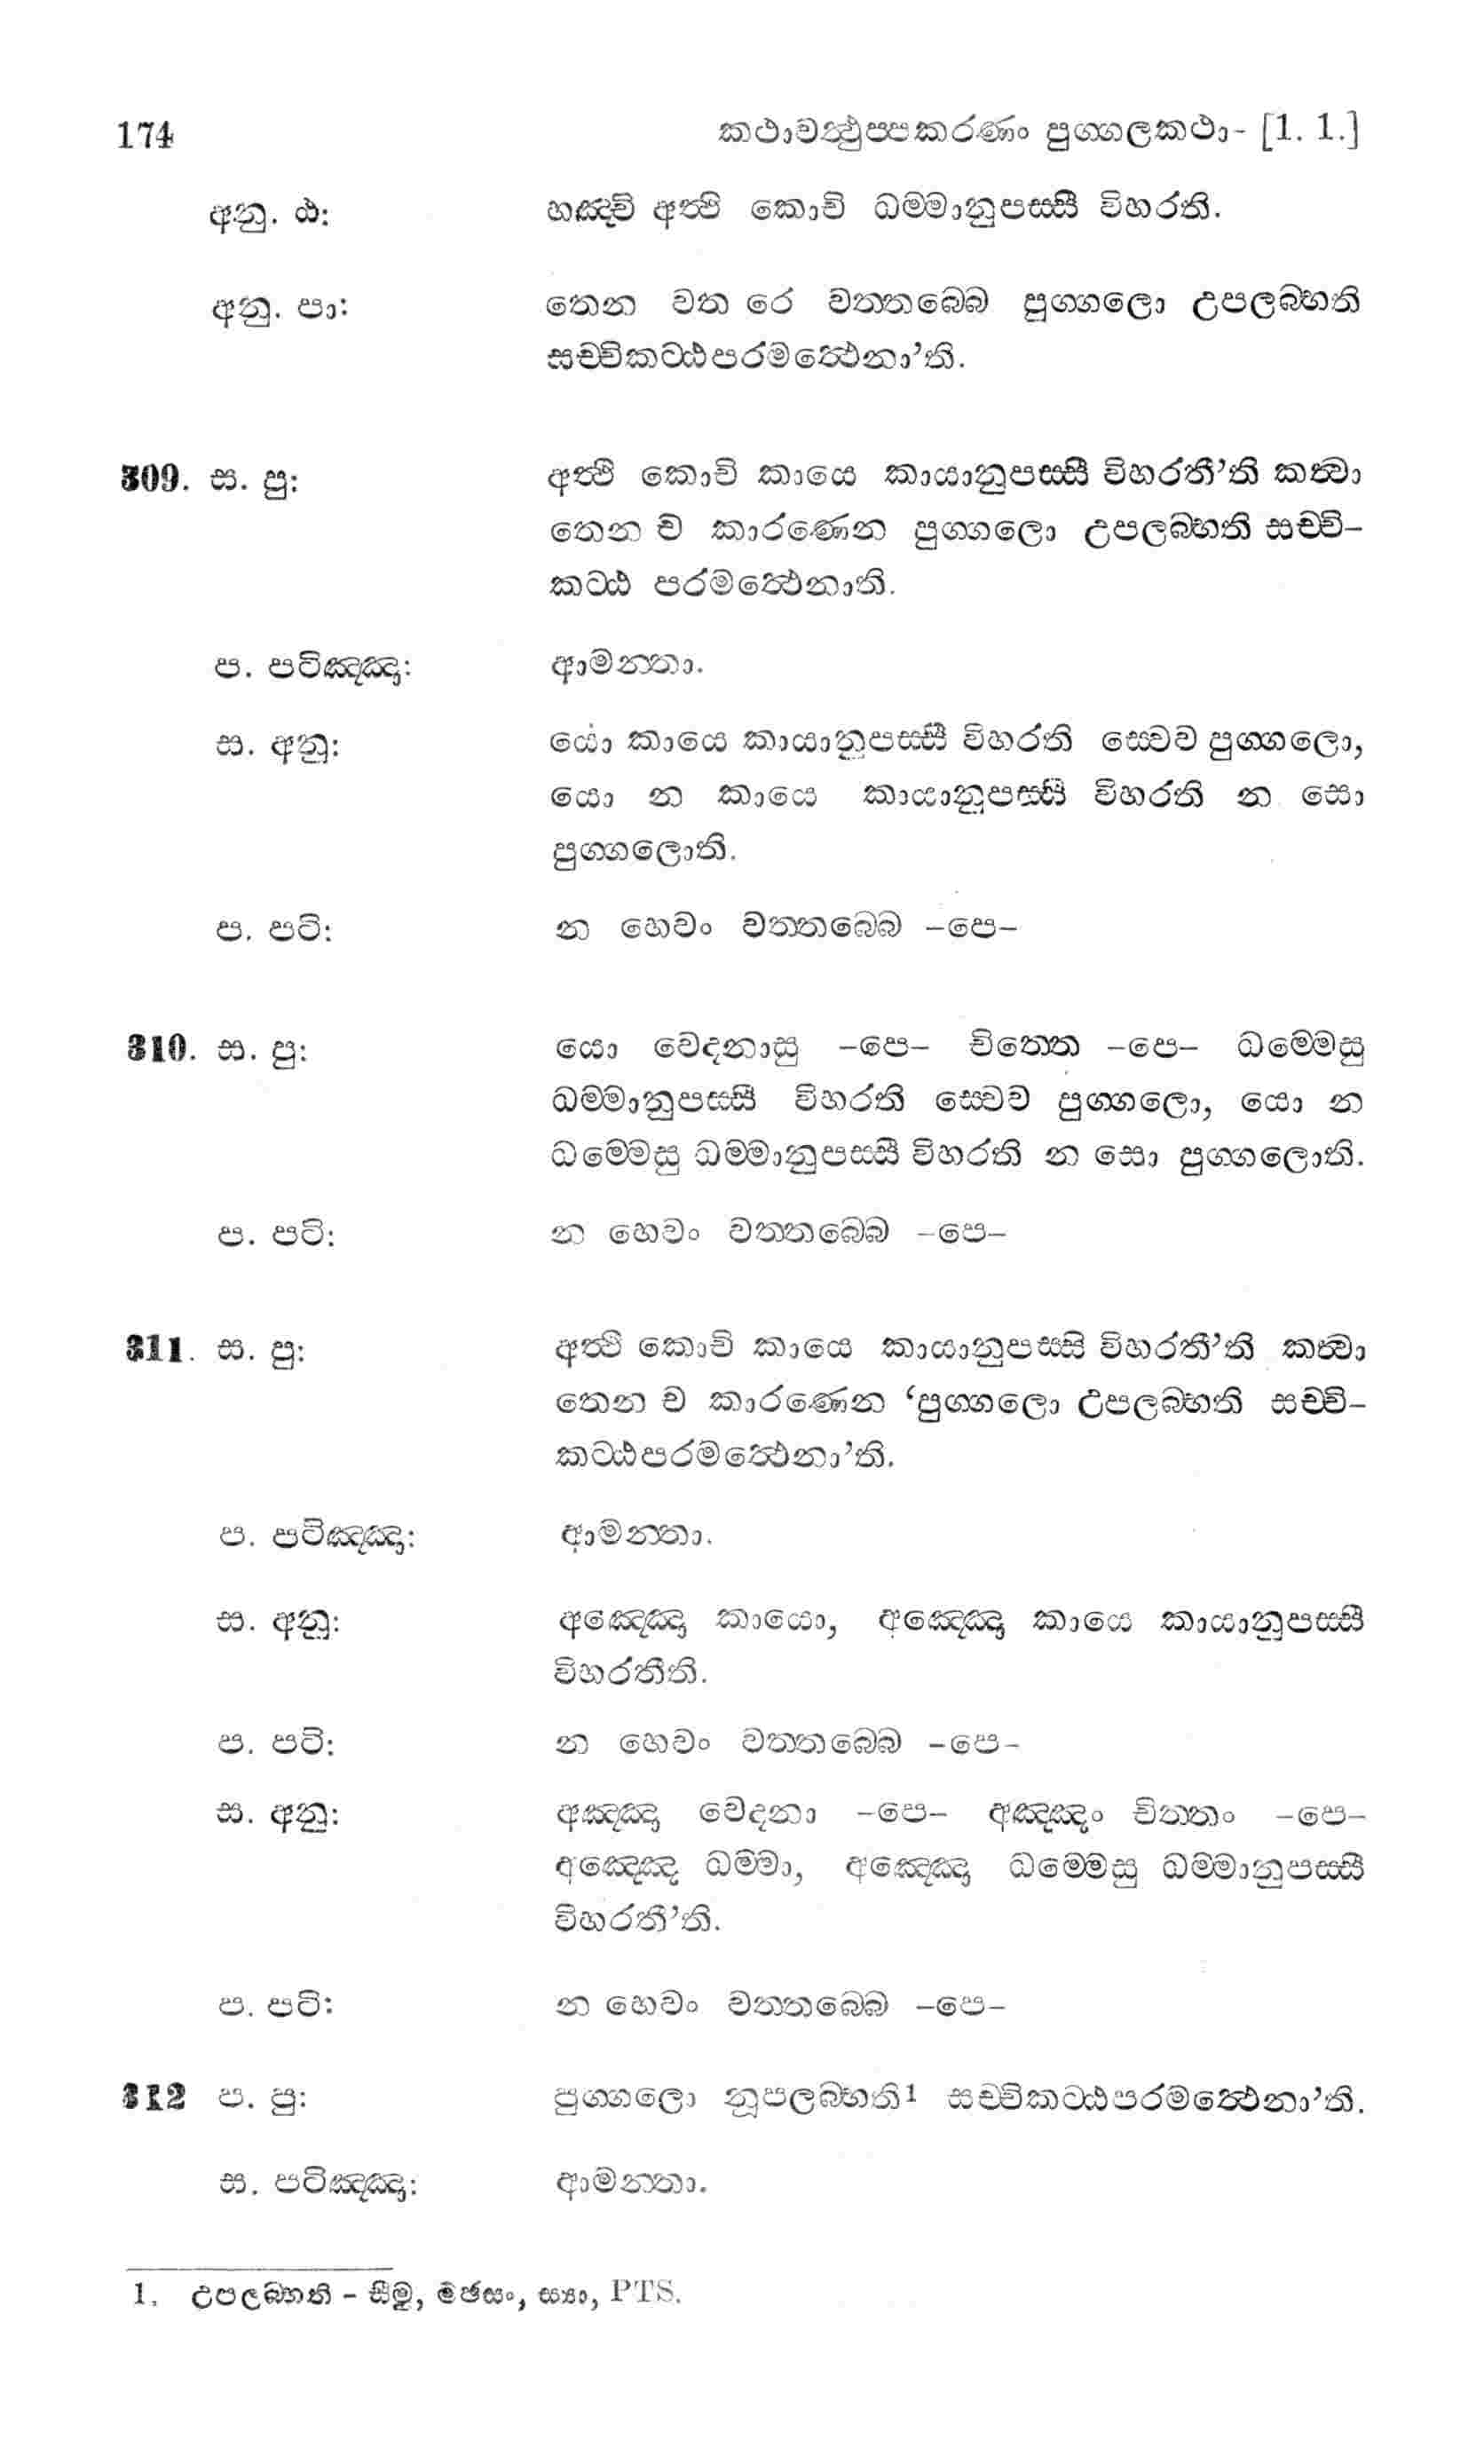 174 කථාවත්‍ථුප්පකරණං පුග්ගලකථා- [1. 1.]
අනු. ඨ: හඤ්චි අත්‍ථි කොචි ධම්මානුපස්සී විහරති.
අනු. පා: තෙන වත රෙ වත්තබ්බෙ පුග්ගලො උපලබ්භති
සච්චිකට්ඨපරමත්‍ථෙනා’ති.
309. ස. පු: අත්‍ථි කොචි කායෙ කායානුපස්සී විහරතී’ති කත්‍වා
තෙන ච කාරණෙන පුග්ගලො උපලබ්භති සච්චි-
කට්ඨ පරමත්‍ථෙනාති.
ප. පටිඤ්ඤා: ආමන්තා.
ස. අනු: යො කායෙ කායානුපස්සී විහරති ස්වෙව පුග්ගලො,
යො න කායෙ කායානුපස්සී විහරති න සො
පුග්ගලොති.
ප. පටි: න හෙවං වත්තබ්බෙ -පෙ-
310. ස. පු: යො වෙදනාසු -පෙ- චිත්තෙ -පෙ- ධම්මෙසු
ධම්මානුපස්සී විහරති ස්වෙව පුග්ගලො, යො න
ධම්මෙසු ධම්මානුපස්සී විහරති න සො පුග්ගලොති.
ප. පටි: න හෙවං වත්තබ්බෙ -පෙ-
311. ස. පු: අත්‍ථි කොචි කායෙ කායානුපස්සි විහරතී’ති කත්‍වා
තෙන ච කාරණෙන ‘පුග්ගලො උපලබ්භති සච්චි-
කට්ඨපරමත්‍ථෙනා’ති.
ප. පටිඤ්ඤා: ආමන්තා.
ස. අනු: අඤ්ඤො කායො, අඤ්ඤො කායෙ කායානුපස්සී
විහරතීති.
ප. පටි: න හෙවං වත්තබ්බෙ -පෙ-
ස. අනු: අඤ්ඤා වෙදනා -පෙ- අඤ්ඤං චිත්තං -පෙ-
අඤ්ඤෙ ධම්මා, අඤ්ඤො ධම්මෙසු ධම්මානුපස්සී
විහරතී’ති.
ප. පටි: න හෙවං වත්තබ්බෙ -පෙ-
312 ප. පු: පුග්ගලො නූපලබ්භති¹ සච්චිකට්ඨපරමත්‍ථෙනා’ති.
ස. පටිඤ්ඤා: ආමන්තා.
1. උපලබ්භති - සීමු, මජසං, ස්‍යා, PTS.